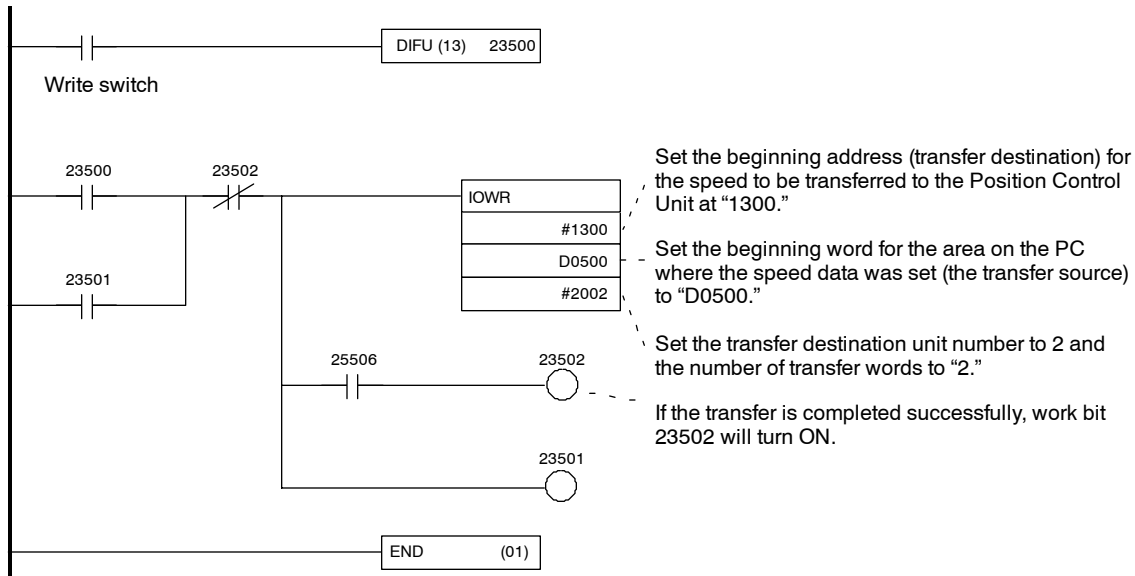 DIFU (13) 23500
Write switch
23500
23502
23501
IOWR
#1300
D0500
#2002
Set the beginning address (transfer destination) for
the speed to be transferred to the Position Control
Unit at “1300.”
Set the beginning word for the area on the PC
where the speed data was set (the transfer source)
to “D0500.”
Set the transfer destination unit number to 2 and
the number of transfer words to “2.”
25506
23502
If the transfer is completed successfully, work bit
23502 will turn ON.
23501
END (01)